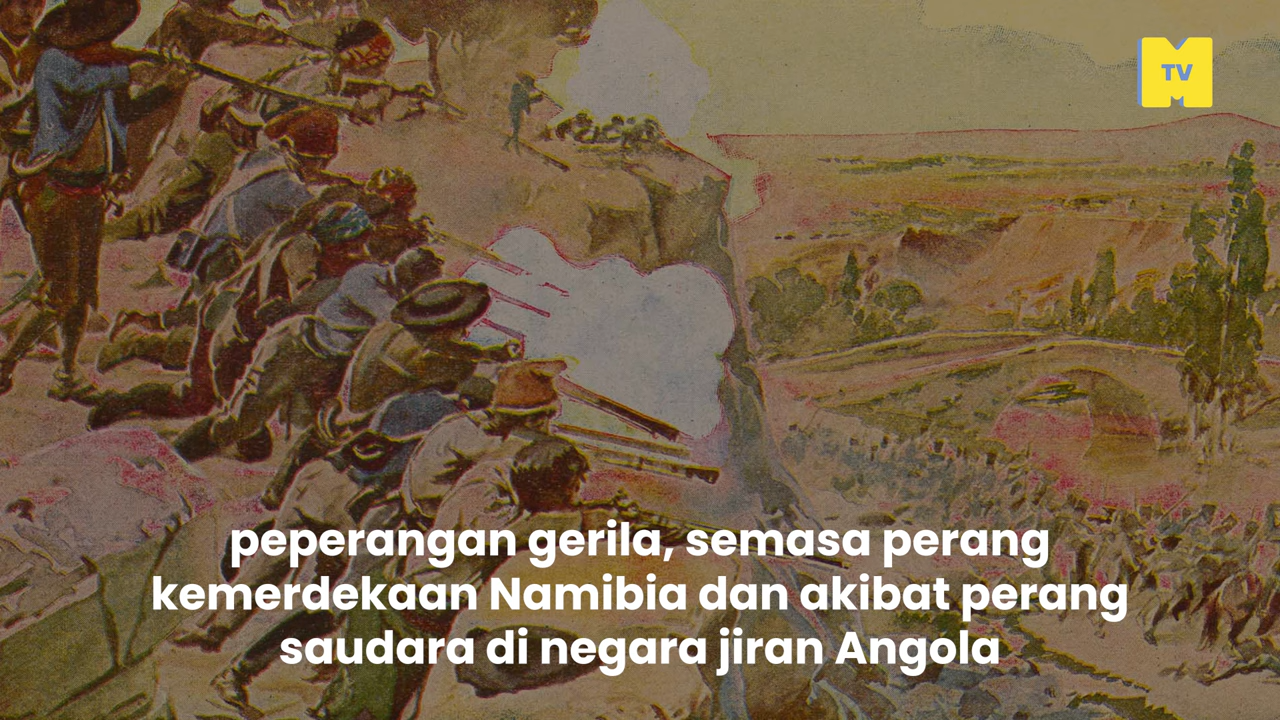 TV
peperangan gerila, semasa perang
kemerdekaan Namibia dan akibat perang
saudara di negara jiran Angola